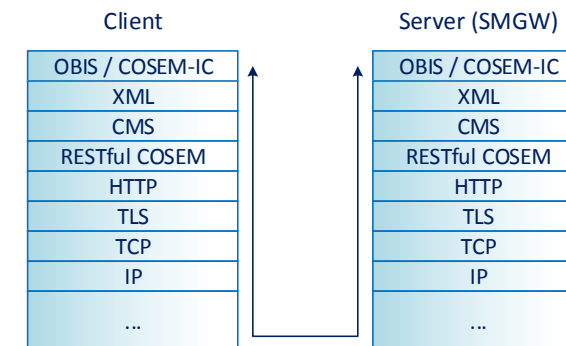 Client
OBIS / COSEM-IC
XML
CMS
RESTful COSEM
HTTP
TLS
TCP
IP
...
Server (SMGW)
OBIS / COSEM-IC
XML
CMS
RESTful COSEM
HTTP
TLS
TCP
IP
...